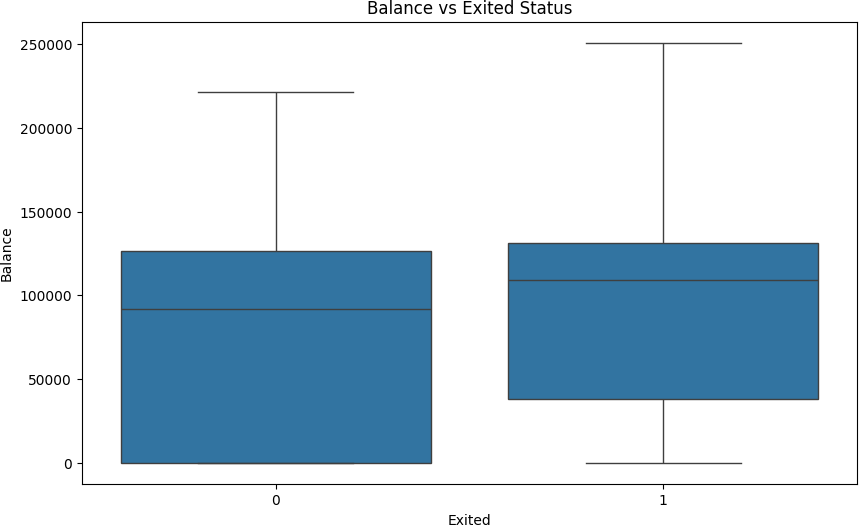 Balance vs Exited Status
250000
200000
150000
100000
50000
0
Balance
0 1
Exited